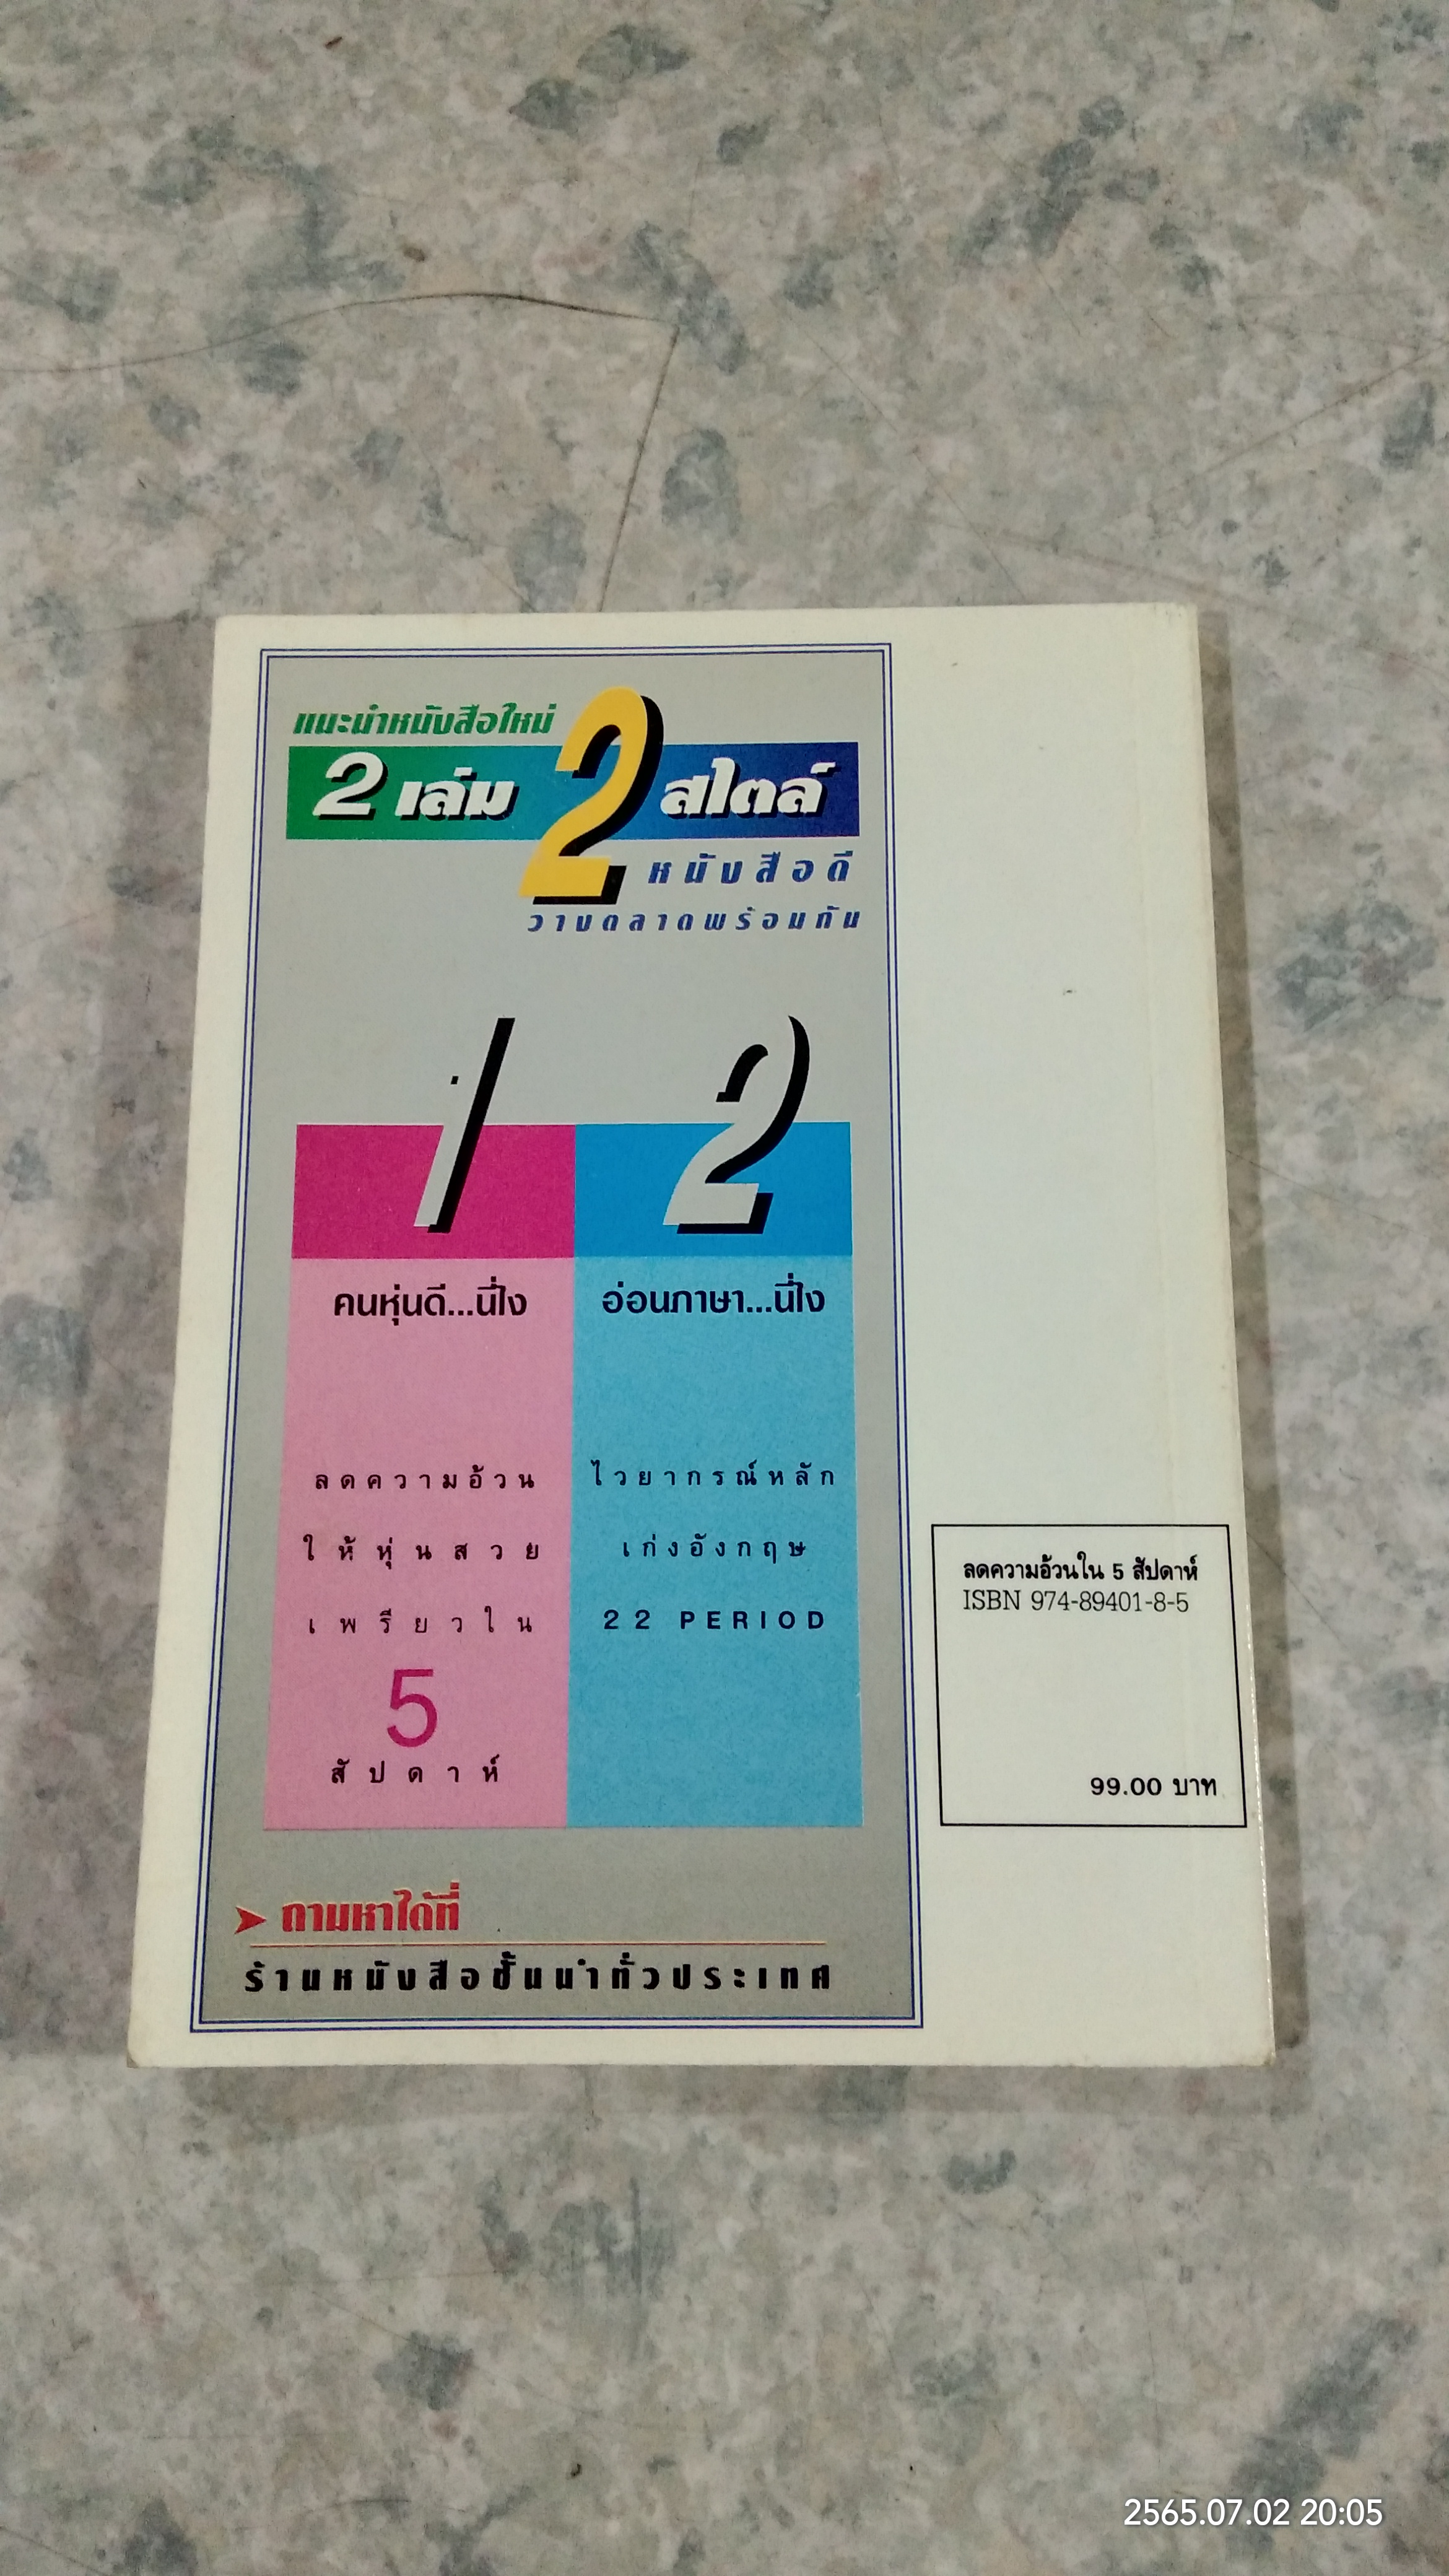 แนะนำหนังสือใหม่
2 เล่ม 2 สไตล์
หนังสือดี
วางตลาดพร้อมกัน
1 2
คนหุ่นดี...นี่ไง
ลดความอ้วน
ให้หุ่นสวย
เพรียวใน
5
สัปดาห์
อ่อนภาษา...นี่ไง
ไวยากรณ์หลัก
เก่งอังกฤษ
22 PERIOD
ถามหาได้ที่
ร้านหนังสือชั้นนำทั่วประเทศ
ลดความอ้วนใน 5 สัปดาห์
ISBN 974-89401-8-5
99.00 บาท
2565.07.02 20:05